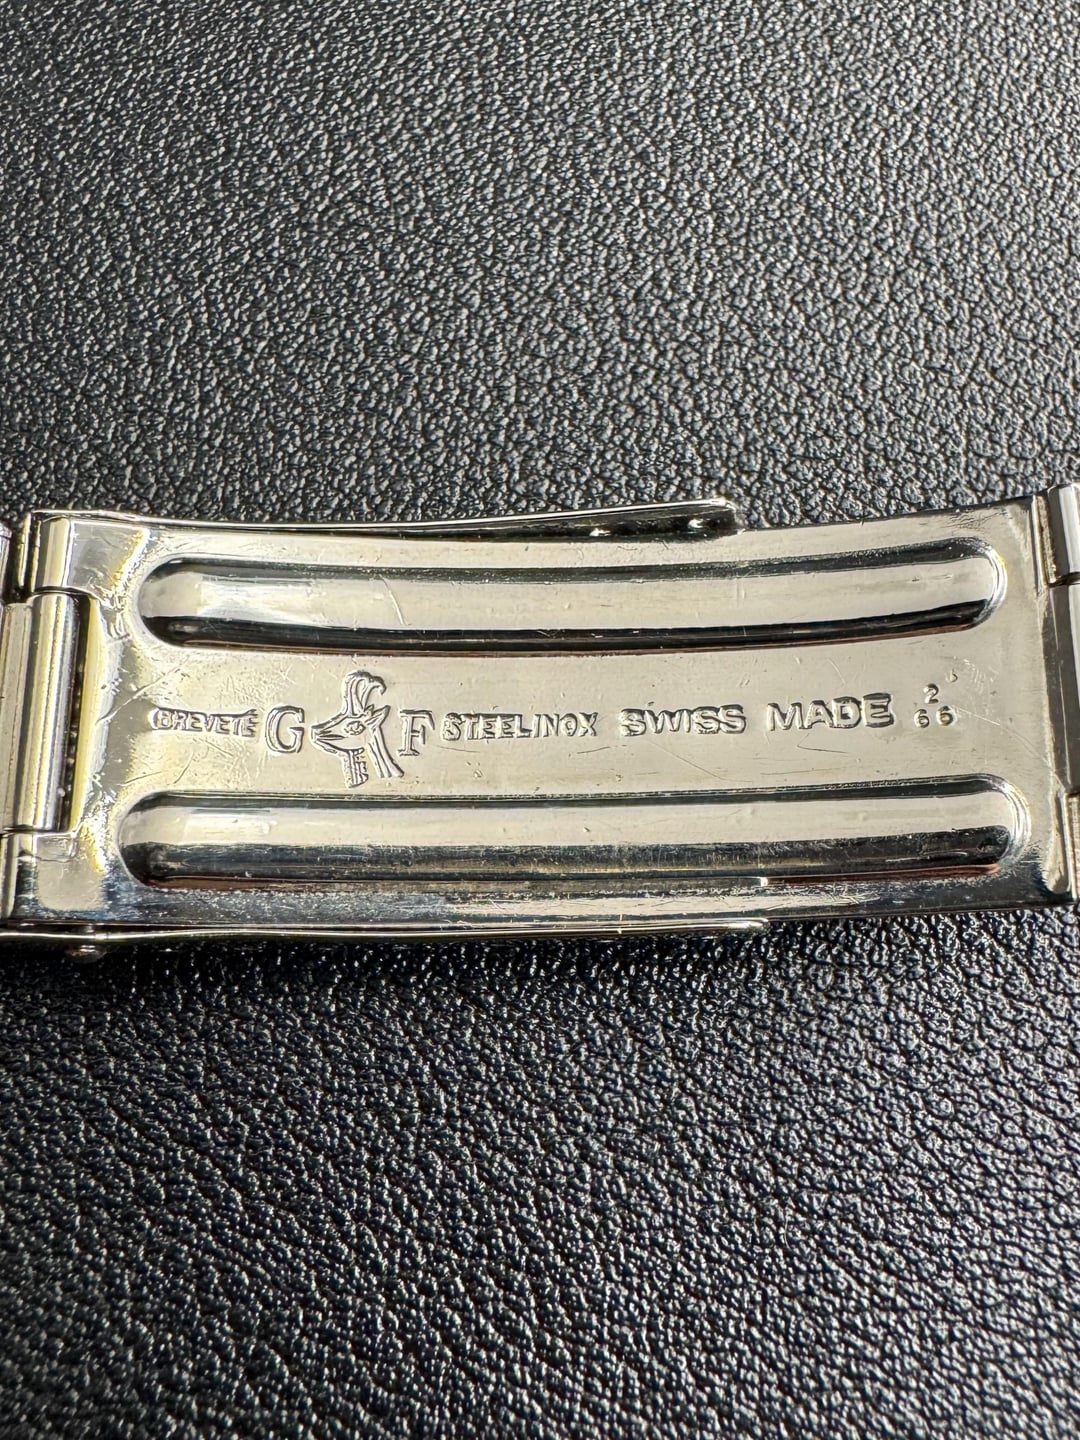 BREVETÉ G F STEELINOX SWISS MADE 2
66